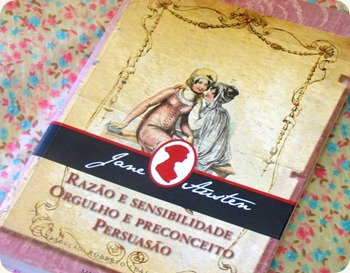 Jane Austen
RAZÃO E SENSIBILIDADE
ORGULHO E PRECONCEITO
PERSUASÃO